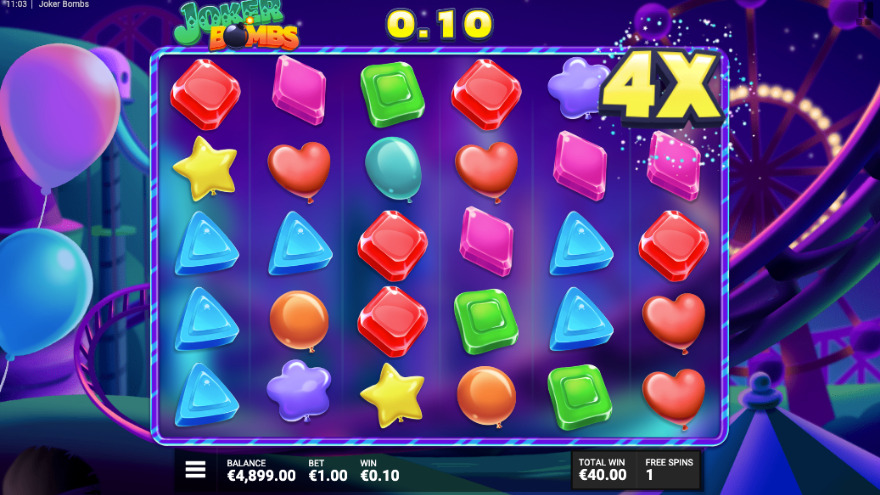 11:03 | Joker Bombs
JOKER
BOMBS
0.10
4X
BALANCE BET WIN
€4,899.00 €1.00 €0.10
TOTAL WIN FREE SPINS
€40.00 1